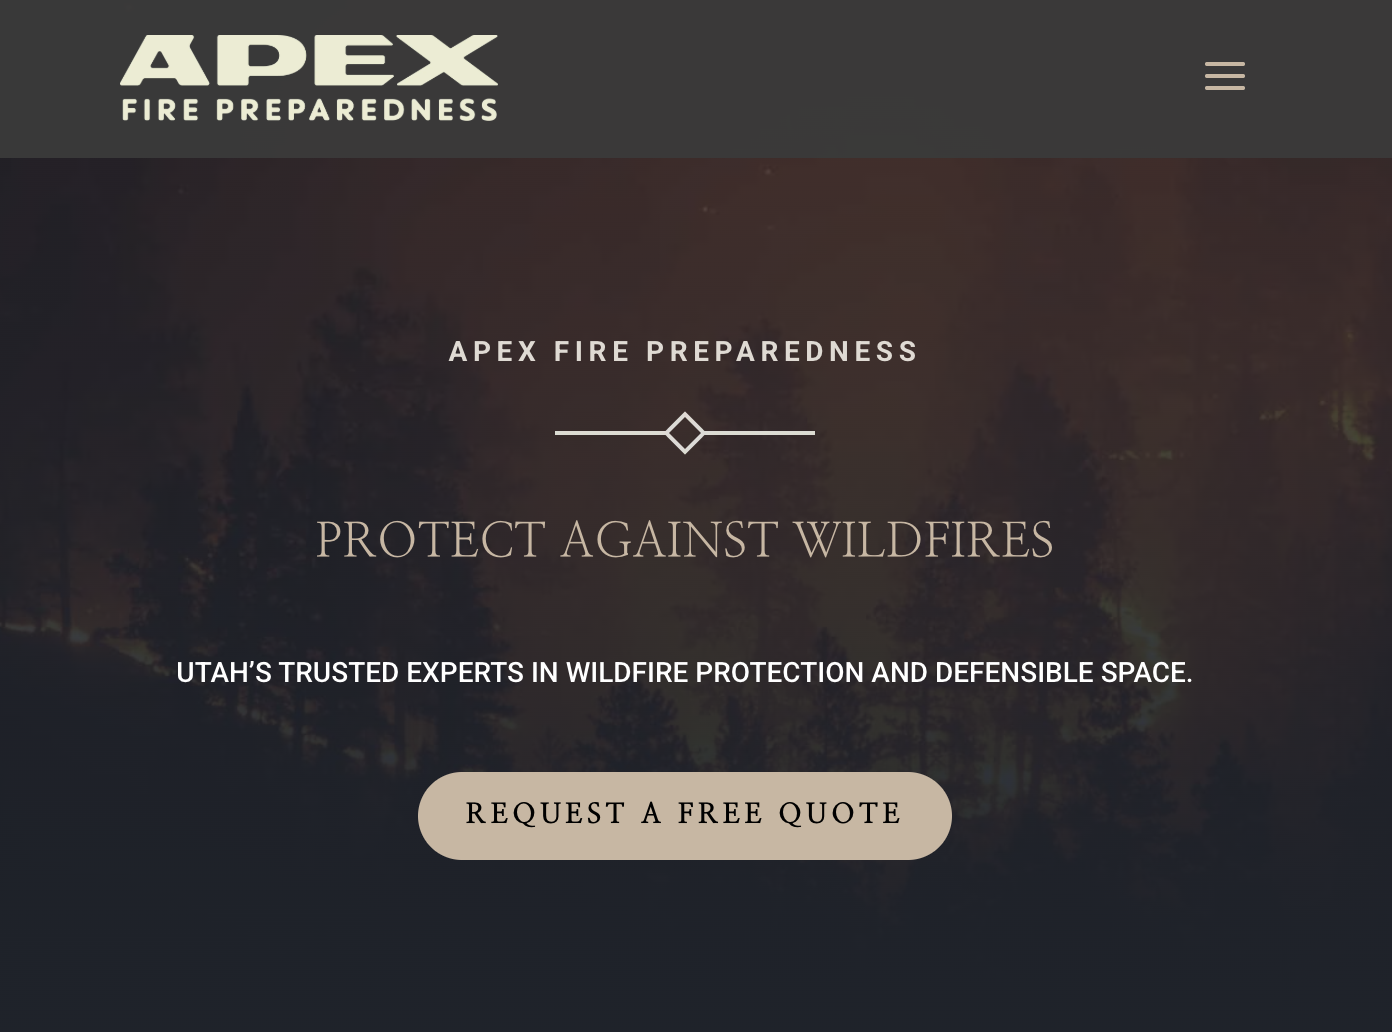 APEX
FIRE PREPAREDNESS
APEX FIRE PREPAREDNESS
PROTECT AGAINST WILDFIRES
UTAH’S TRUSTED EXPERTS IN WILDFIRE PROTECTION AND DEFENSIBLE SPACE.
REQUEST A FREE QUOTE